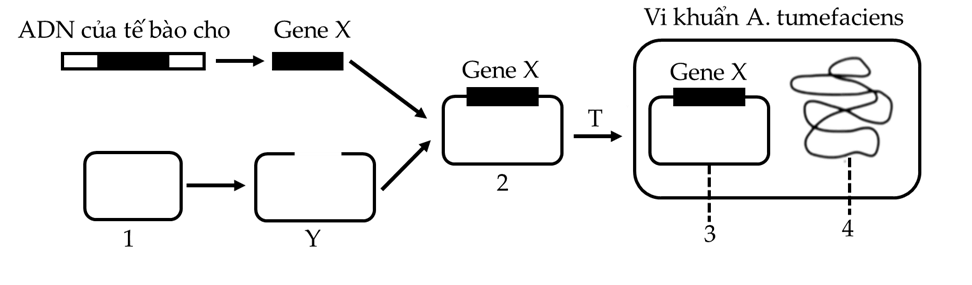 Vi khuẩn A. tumefaciens
ADN của tế bào cho
Gene X
Gene X
Gene X
T
2
1
Y
3
4